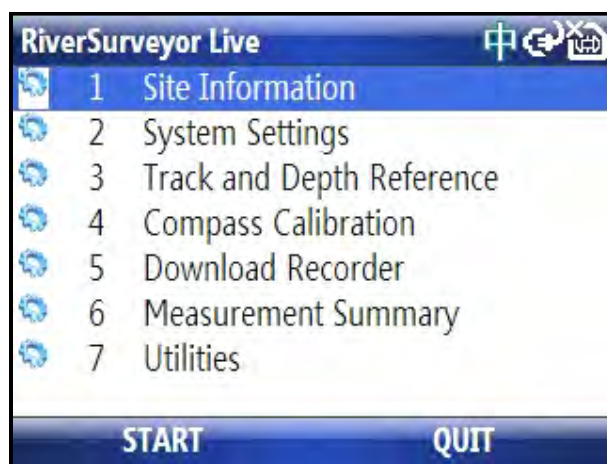 RiverSurveyor Live 中
1 Site Information
2 System Settings
3 Track and Depth Reference
4 Compass Calibration
5 Download Recorder
6 Measurement Summary
7 Utilities
START QUIT